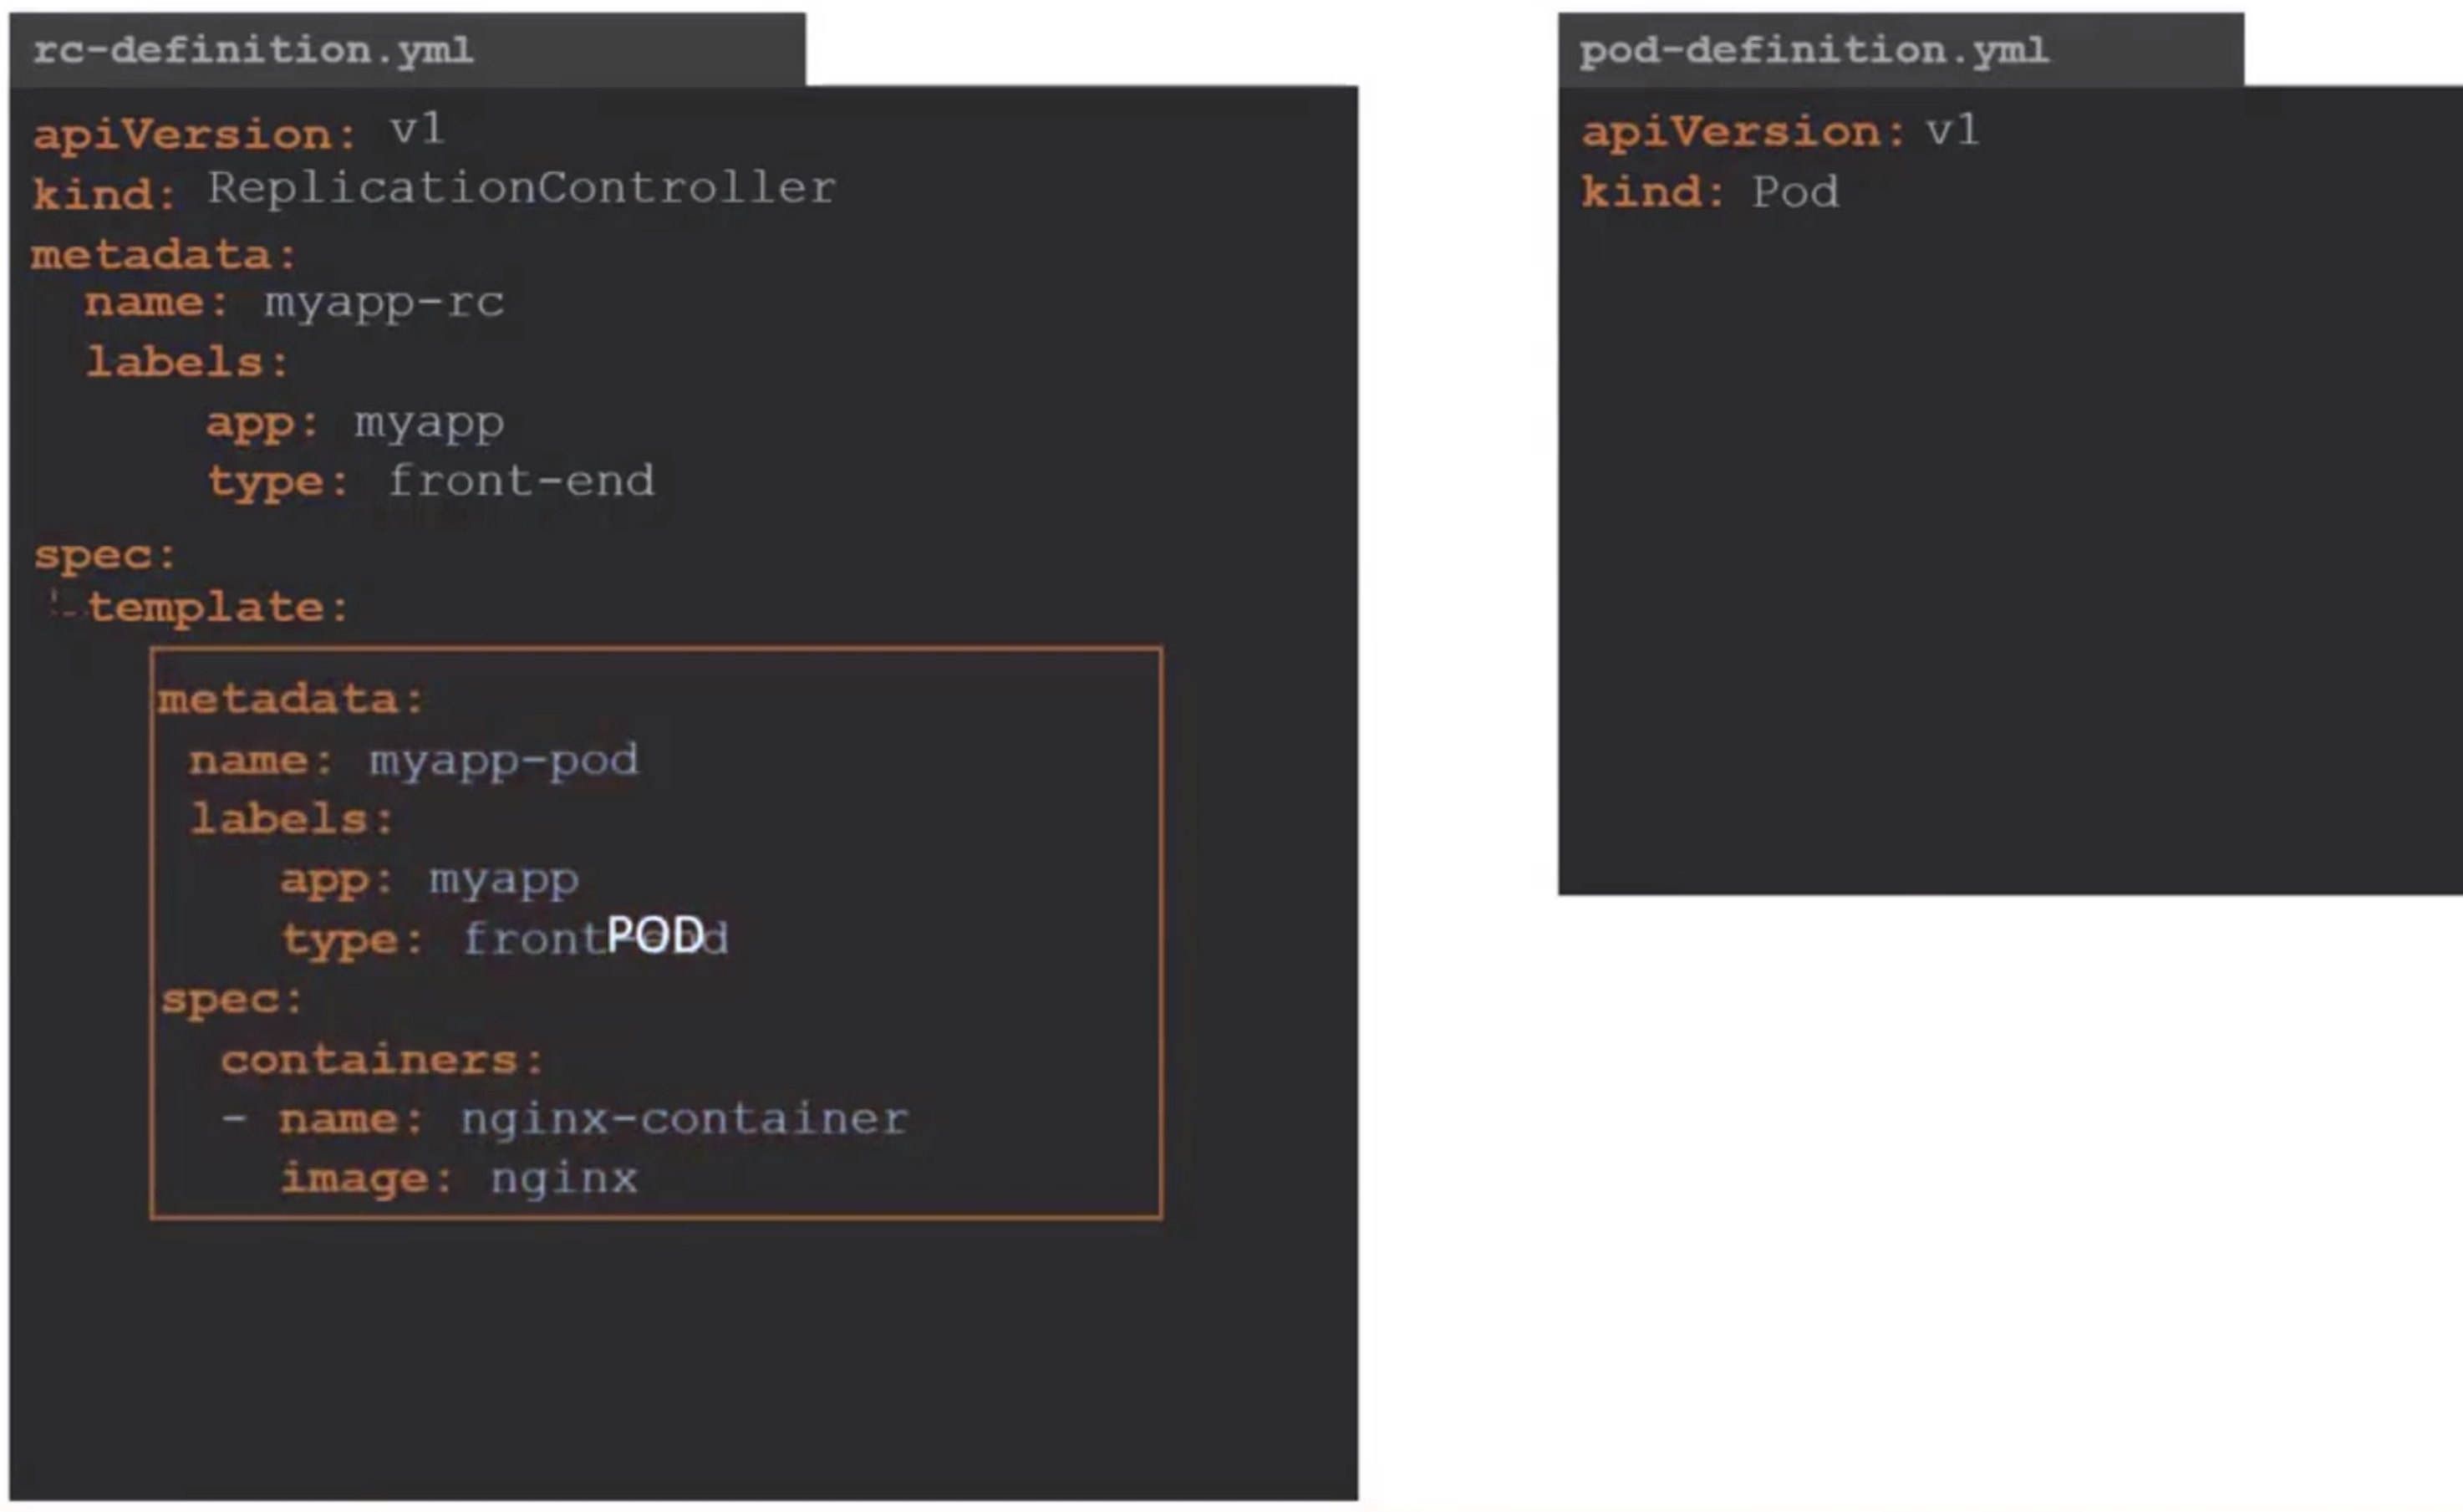 rc-definition.yml
apiVersion: v1
kind: ReplicationController
metadata:
name: myapp-rc
labels:
app: myapp
type: front-end
spec:
template:
metadata:
name: myapp-pod
labels:
app: myapp
type: front-end
POD
spec:
containers:
- name: nginx-container
image: nginx
pod-definition.yml
apiVersion: v1
kind: Pod